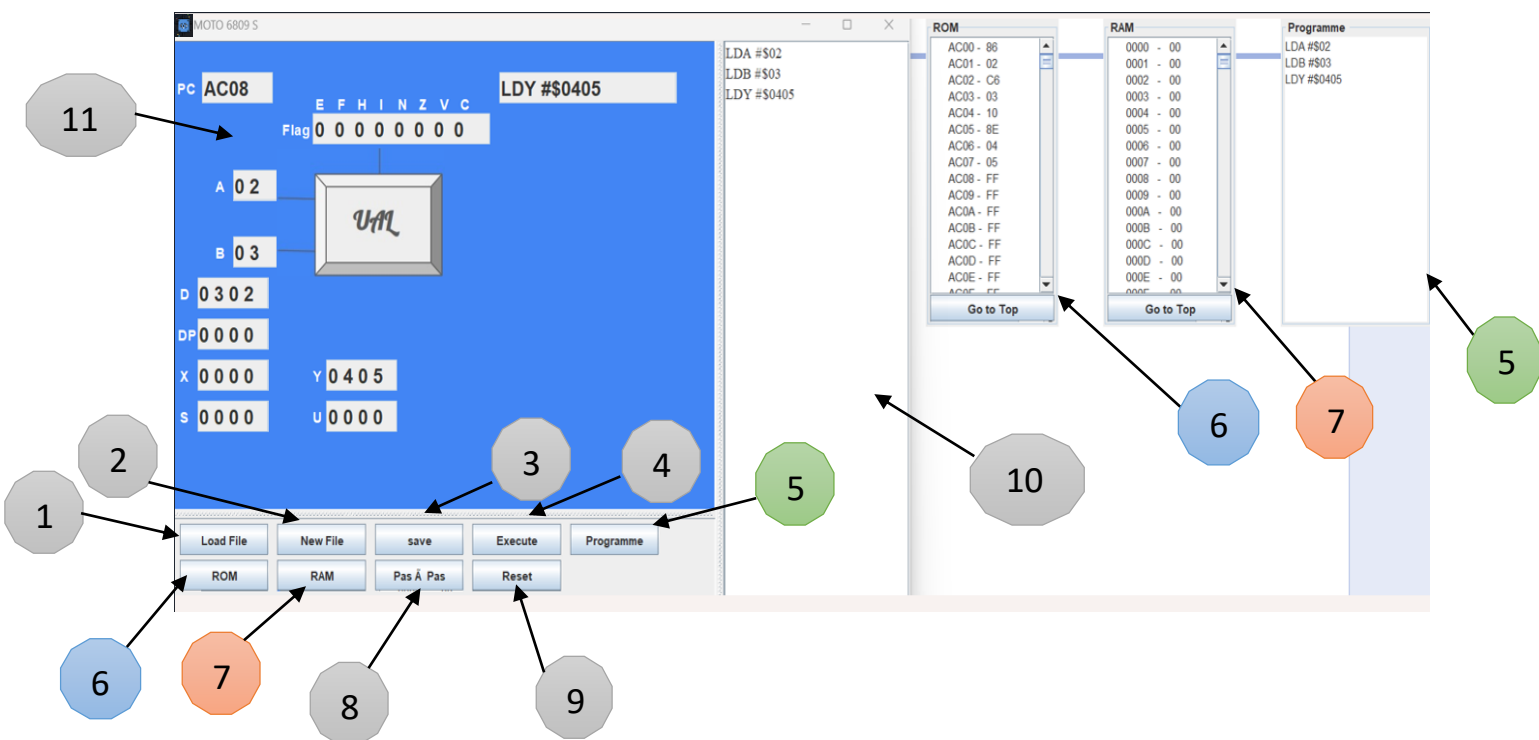 MOTO 6809 S
PC AC08
LDY #$0405
E F H I N Z V C
Flag 0 0 0 0 0 0 0 0
A 0 2
UAL
B 0 3
D 0 3 0 2
DP 0 0 0 0
X 0 0 0 0
Y 0 4 0 5
S 0 0 0 0
U 0 0 0 0
Load File
New File
save
Execute
Programme
ROM
RAM
Pas Ã Pas
Reset
LDA #$02
LDB #$03
LDY #$0405
ROM
AC00 - 86
AC01 - 02
AC02 - C6
AC03 - 03
AC04 - 10
AC05 - 8E
AC06 - 04
AC07 - 05
AC08 - FF
AC09 - FF
AC0A - FF
AC0B - FF
AC0C - FF
AC0D - FF
AC0E - FF
Go to Top
RAM
0000 - 00
0001 - 00
0002 - 00
0003 - 00
0004 - 00
0005 - 00
0006 - 00
0007 - 00
0008 - 00
0009 - 00
000A - 00
000B - 00
000C - 00
000D - 00
000E - 00
Go to Top
Programme
LDA #$02
LDB #$03
LDY #$0405
11
2
1
3
4
5
10
6
7
5
6
7
8
9